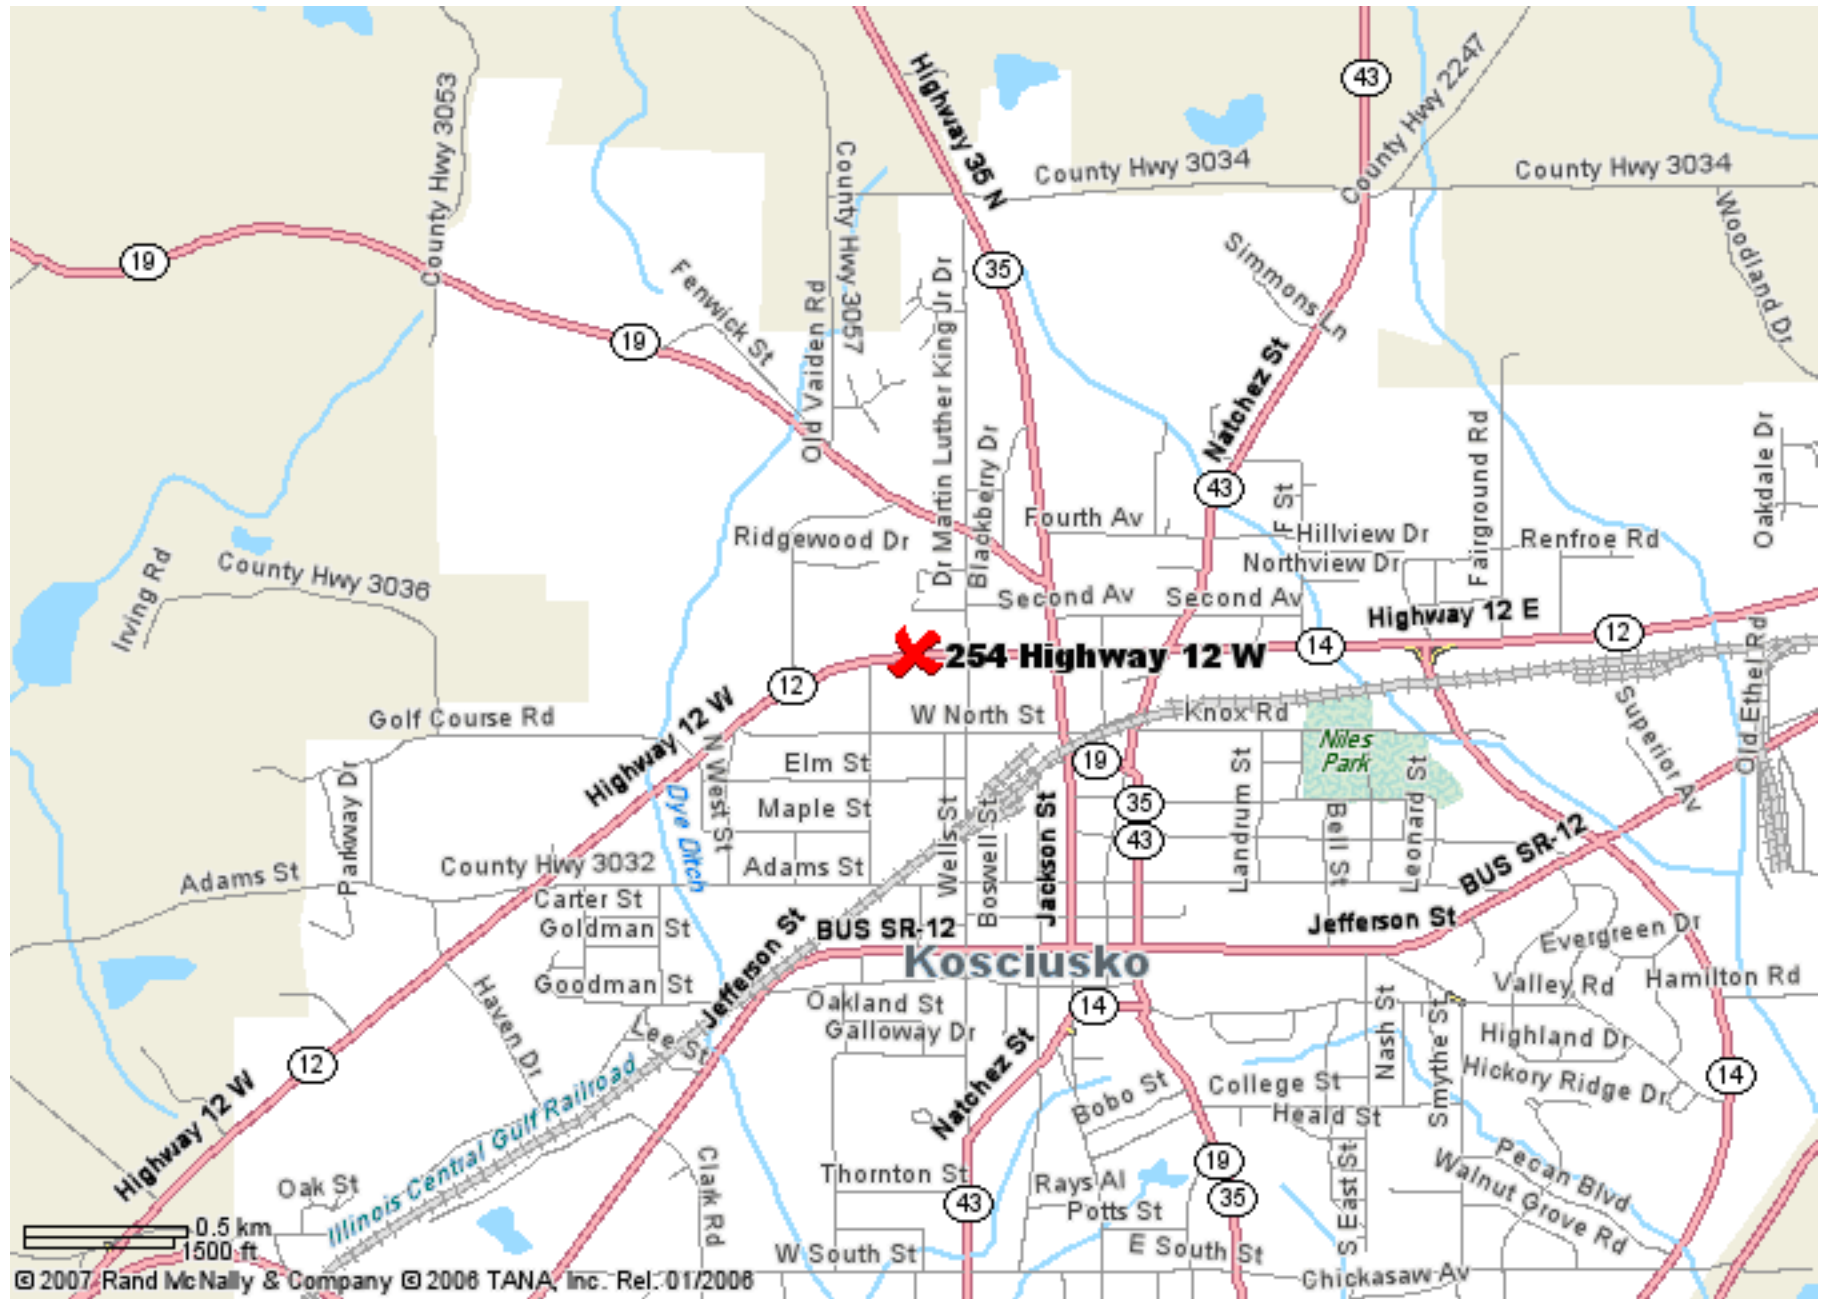 43
County Hwy 2247
Highway 35 N
County Hwy 3053
County Hwy 3034
County Hwy 3034
County Hwy 3057
Woodland Dr
19
35
Simmons Ln
Fenwick St
Old Vaiden Rd
Dr Martin Luther King Jr Dr
19
Natchez St
Blackberry Dr
Fairground Rd
Oakdale Dr
43
F St
Fourth Av
Hillview Dr
Renfroe Rd
Ridgewood Dr
Northview Dr
Irving Rd
County Hwy 3036
Second Av
Second Av
Highway 12 E
12
14
254 Highway 12 W
Old Ethel Rd
12
Golf Course Rd
Highway 12 W
W North St
Knox Rd
Superior Av
Niles
Park
N West St
Elm St
19
Landrum St
Leonard St
Parkway Dr
Dye Ditch
Maple St
Wells St
Boswell St
Jackson St
35
Bell St
43
BUS SR-12
Adams St
County Hwy 3032
Adams St
Carter St
Goldman St
Jefferson St
BUS SR-12
Jefferson St
Evergreen Dr
Kosciusko
Goodman St
Haven Dr
Oakland St
14
Valley Rd
Hamilton Rd
Galloway Dr
Nash St
Smythe St
Lee St
Highland Dr
12
Highway 12 W
Illinois Central Gulf Railroad
Natchez St
Bobo St
College St
Hickory Ridge Dr
14
Heald St
Clark Rd
Thornton St
Rays Al
19
S East St
Pecan Blvd
Walnut Grove Rd
Oak St
43
Potts St
35
0.5 km
1500 ft
W South St
E South St
Chickasaw Av
© 2007 Rand McNally & Company © 2006 TANA, Inc. Rel. 01/2006